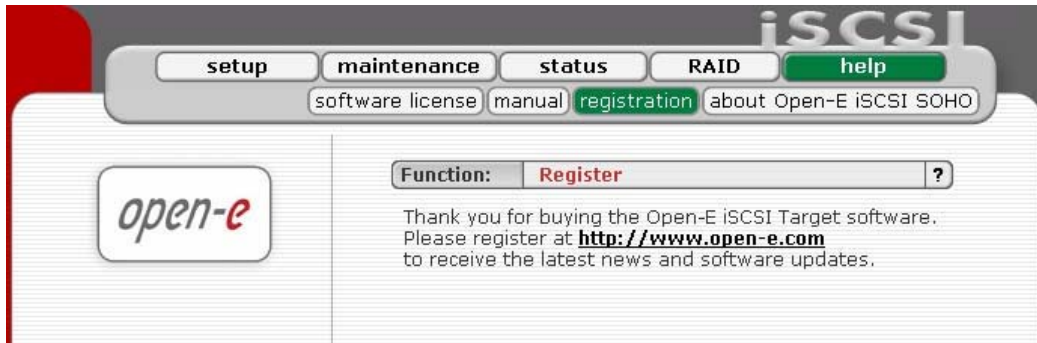 iSCSI
setup maintenance status RAID help
software license manual registration about Open-E iSCSI SOHO
open-e
Function: Register ?
Thank you for buying the Open-E iSCSI Target software.
Please register at http://www.open-e.com
to receive the latest news and software updates.